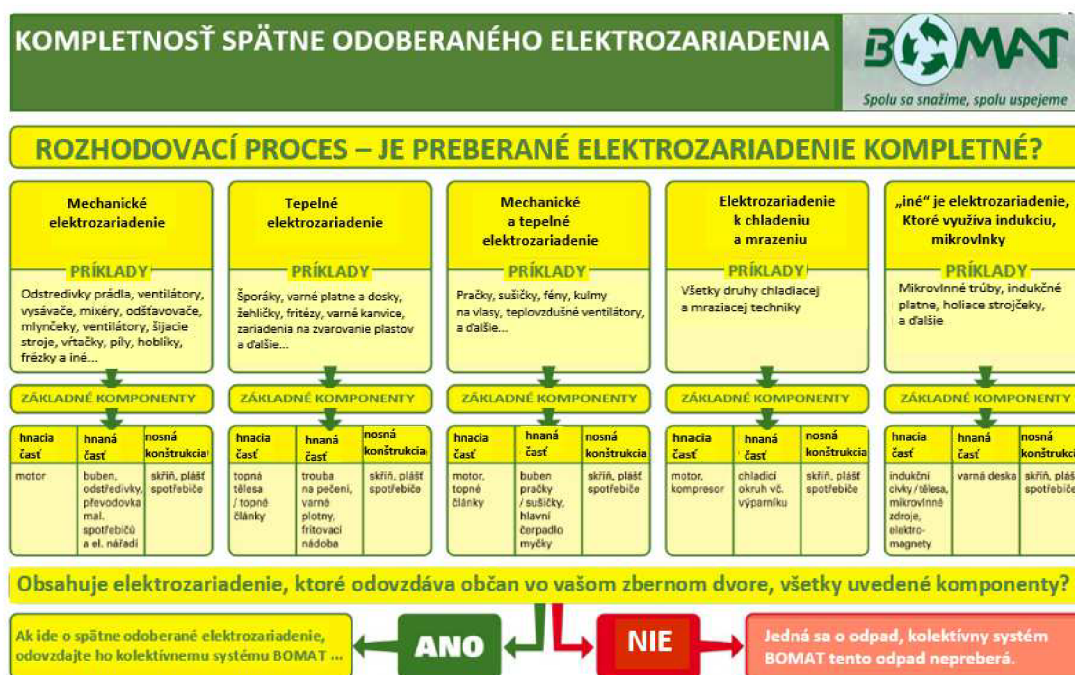 KOMPLETNOSŤ SPÄTNE ODOBERANÉHO ELEKTROZARIADENIA
BOMAT
Spolu sa snažíme, spolu uspejeme
ROZHODOVACÍ PROCES – JE PREBERANÉ ELEKTROZARIADENIE KOMPLETNÉ?
Mechanické
elektrozariadenie
PRÍKLADY
Odstredivky prádla, ventilátory,
vysávače, mixéry, odšťavovače,
mlynčeky, ventilátory, šijacie
stroje, vŕtačky, píly, hoblíky,
frézky a iné...
ZÁKLADNÉ KOMPONENTY
hnacia
časť
motor
hnaná
časť
buben,
odstředivky,
převodovka
mal.
spotřebičů
a el. nářadí
nosná
konštrukcia
skříň, plášť
spotřebiče
Tepelné
elektrozariadenie
PRÍKLADY
Šporáky, varné platne a dosky,
žehličky, fritézy, varné kanvice,
zariadenia na zvarovanie plastov
a ďalšie...
ZÁKLADNÉ KOMPONENTY
hnacia
časť
topná
tělesa
/ topné
články
hnaná
časť
trouba
na pečení,
varné
plotny,
fritovací
nádoba
nosná
konštrukcia
skříň, plášť
spotřebiče
Mechanické
a tepelné
elektrozariadenie
PRÍKLADY
Pračky, sušičky, fény, kulmy
na vlasy, teplovzdušné ventilátory,
a ďalšie...
ZÁKLADNÉ KOMPONENTY
hnacia
časť
motor,
topné
články
hnaná
časť
buben
pračky
/ sušičky,
hlavní
čerpadlo
myčky
nosná
konštrukcia
skříň, plášť
spotřebiče
Elektrozariadenie
k chladeniu
a mrazeniu
PRÍKLADY
Všetky druhy chladiacej
a mraziacej techniky
ZÁKLADNÉ KOMPONENTY
hnacia
časť
motor,
kompresor
hnaná
časť
chladicí
okruh vč.
výparníku
nosná
konštrukcia
skříň, plášť
spotřebiče
„iné“ je elektrozariadenie,
Ktoré využíva indukciu,
mikrovlnky
PRÍKLADY
Mikrovlnné trúby, indukčné
platne, holiace strojčeky,
a ďalšie
ZÁKLADNÉ KOMPONENTY
hnacia
časť
indukční
cívky /tělesa,
mikrovlnné
zdroje,
elektro-
magnety
hnaná
časť
varná deska
nosná
konštrukcia
skříň, plášť
spotřebiče
Obsahuje elektrozariadenie, ktoré odovzdáva občan vo vašom zbernom dvore, všetky uvedené komponenty?
Ak ide o spätne odoberané elektrozariadenie,
odovzdajte ho kolektívnemu systému BOMAT ...
ANO
NIE
Jedná sa o odpad, kolektívny systém
BOMAT tento odpad nepreberá.